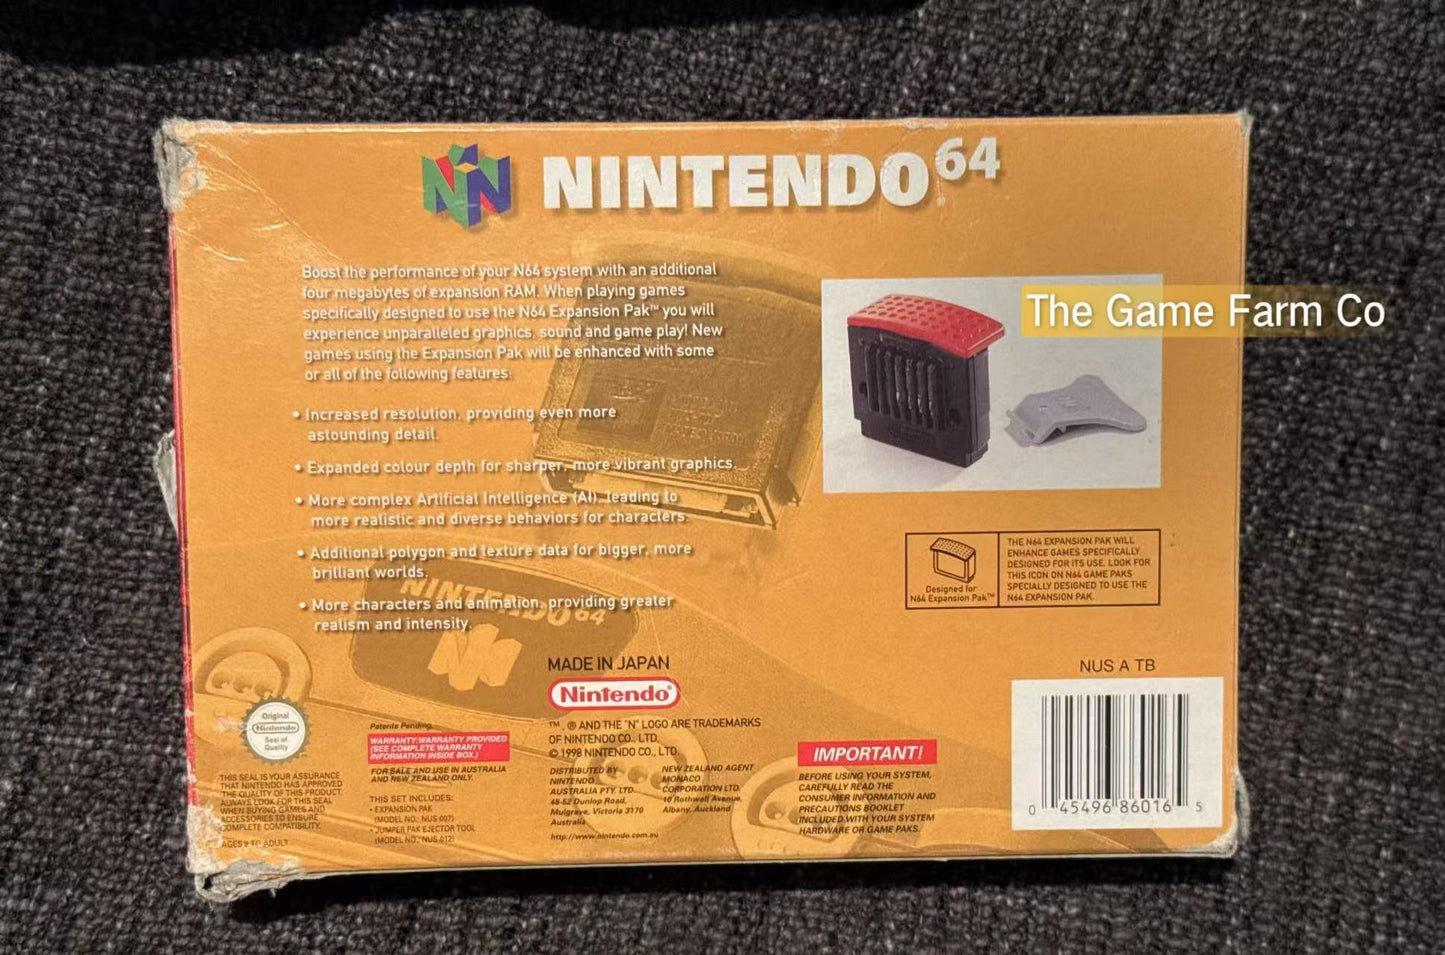 NINTENDO 64
Boost the performance of your N64 system with an additional
four megabytes of expansion RAM. When playing games
specifically designed to use the N64 Expansion Pak™ you will
experience unparalleled graphics, sound and game play! New
games using the Expansion Pak will be enhanced with some
or all of the following features:
• Increased resolution, providing even more
astounding detail.
• Expanded colour depth for sharper, more vibrant graphics.
• More complex Artificial Intelligence (AI), leading to
more realistic and diverse behaviors for characters.
• Additional polygon and texture data for bigger, more
brilliant worlds.
• More characters and animation, providing greater
realism and intensity.
NINTENDO 64
The Game Farm Co
Designed for
N64 Expansion Pak™
THE N64 EXPANSION PAK WILL
ENHANCE GAMES SPECIFICALLY
DESIGNED FOR ITS USE. LOOK FOR
THIS ICON ON N64 GAME PAKS
SPECIALLY DESIGNED TO USE THE
N64 EXPANSION PAK.
Original
Nintendo
Seal of
Quality
THIS SEAL IS YOUR ASSURANCE
THAT NINTENDO HAS APPROVED
THE QUALITY OF THIS PRODUCT.
ALWAYS LOOK FOR THIS SEAL
WHEN BUYING GAMES AND
ACCESSORIES TO ENSURE
COMPLETE COMPATIBILITY.
AGES 6 TO ADULT
Patents Pending
WARRANTY:WARRANTY PROVIDED
(SEE COMPLETE WARRANTY
INFORMATION INSIDE BOX.)
FOR SALE AND USE IN AUSTRALIA
AND NEW ZEALAND ONLY.
THIS SET INCLUDES:
• EXPANSION PAK
(MODEL NO.: NUS-007)
• JUMPER PAK EJECTOR TOOL
(MODEL NO.: NUS-012)
MADE IN JAPAN
Nintendo®
™, ® AND THE "N" LOGO ARE TRADEMARKS
OF NINTENDO CO., LTD.
© 1998 NINTENDO CO., LTD.
DISTRIBUTED BY
NINTENDO
AUSTRALIA PTY. LTD.
48-52 Dunlop Road,
Mulgrave, Victoria 3170
Australia
http://www.nintendo.com.au
NEW ZEALAND AGENT
MONACO
CORPORATION LTD.
10 Rothwell Avenue,
Albany, Auckland
IMPORTANT!
BEFORE USING YOUR SYSTEM,
CAREFULLY READ THE
CONSUMER INFORMATION AND
PRECAUTIONS BOOKLET
INCLUDED WITH YOUR SYSTEM
HARDWARE OR GAME PAKS.
NUS A TB
0 45496 86016 5